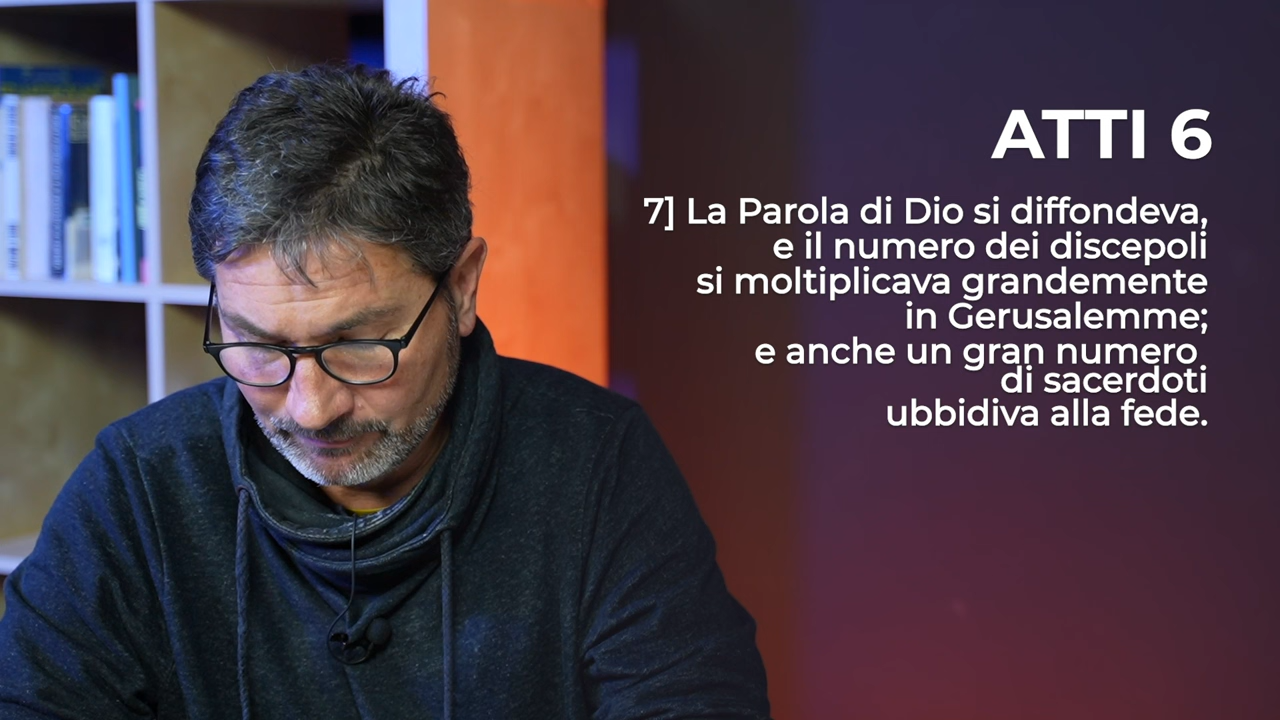 ATTI 6
7] La Parola di Dio si diffondeva,
e il numero dei discepoli
si moltiplicava grandemente
in Gerusalemme;
e anche un gran numero
di sacerdoti
ubbidiva alla fede.